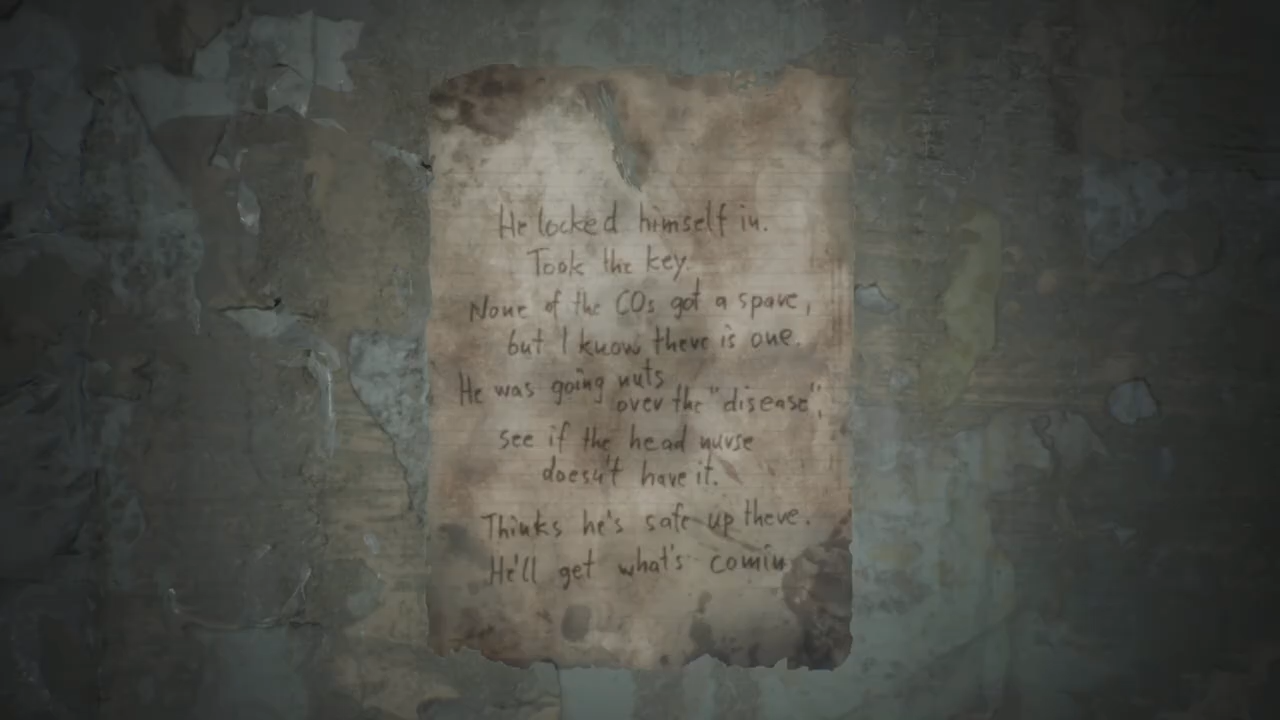 He locked himself in.
Took the key.
None of the COs got a spare,
but I know there is one.
He was going nuts
over the "disease",
see if the head nurse
doesn't have it.
Thinks he's safe up there.
He'll get what's comin